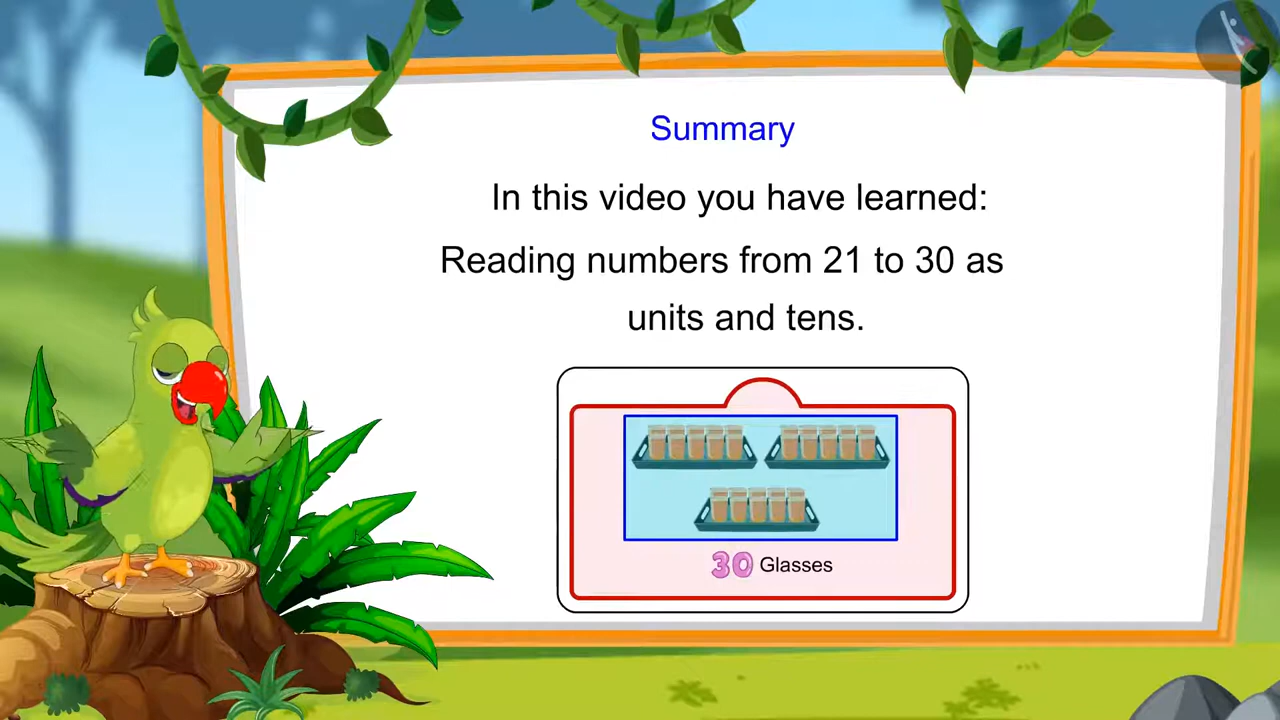 Summary
In this video you have learned:
Reading numbers from 21 to 30 as
units and tens.
30 Glasses